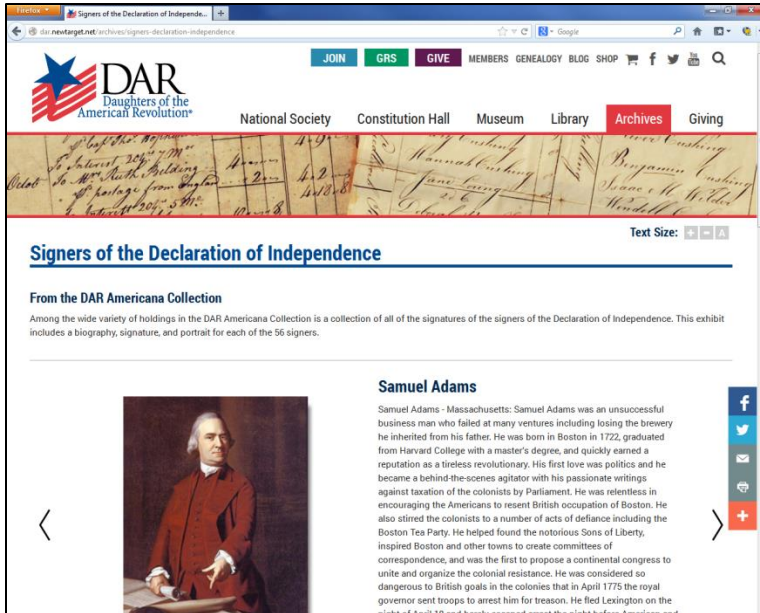 Firefox
Signers of the Declaration of Independe...
dar.newtarget.net/archives/signers-declaration-independence
Google
JOIN GRS GIVE MEMBERS GENEALOGY BLOG SHOP
DAR
Daughters of the
American Revolution®
National Society Constitution Hall Museum Library Archives Giving
Text Size: + - A
Signers of the Declaration of Independence
From the DAR Americana Collection
Among the wide variety of holdings in the DAR Americana Collection is a collection of all of the signatures of the signers of the Declaration of Independence. This exhibit
includes a biography, signature, and portrait for each of the 56 signers.
Samuel Adams
Samuel Adams - Massachusetts: Samuel Adams was an unsuccessful
business man who failed at many ventures including losing the brewery
he inherited from his father. He was born in Boston in 1722, graduated
from Harvard College with a master's degree, and quickly earned a
reputation as a tireless revolutionary. His first love was politics and he
became a behind-the-scenes agitator with his passionate writings
against taxation of the colonists by Parliament. He was relentless in
encouraging the Americans to resent British occupation of Boston. He
also stirred the colonists to a number of acts of defiance including the
Boston Tea Party. He helped found the notorious Sons of Liberty,
inspired Boston and other towns to create committees of
correspondence, and was the first to propose a continental congress to
unite and organize the colonial resistance. He was considered so
dangerous to British goals in the colonies that in April 1775 the royal
governor sent troops to arrest him for treason. He fled Lexington on the